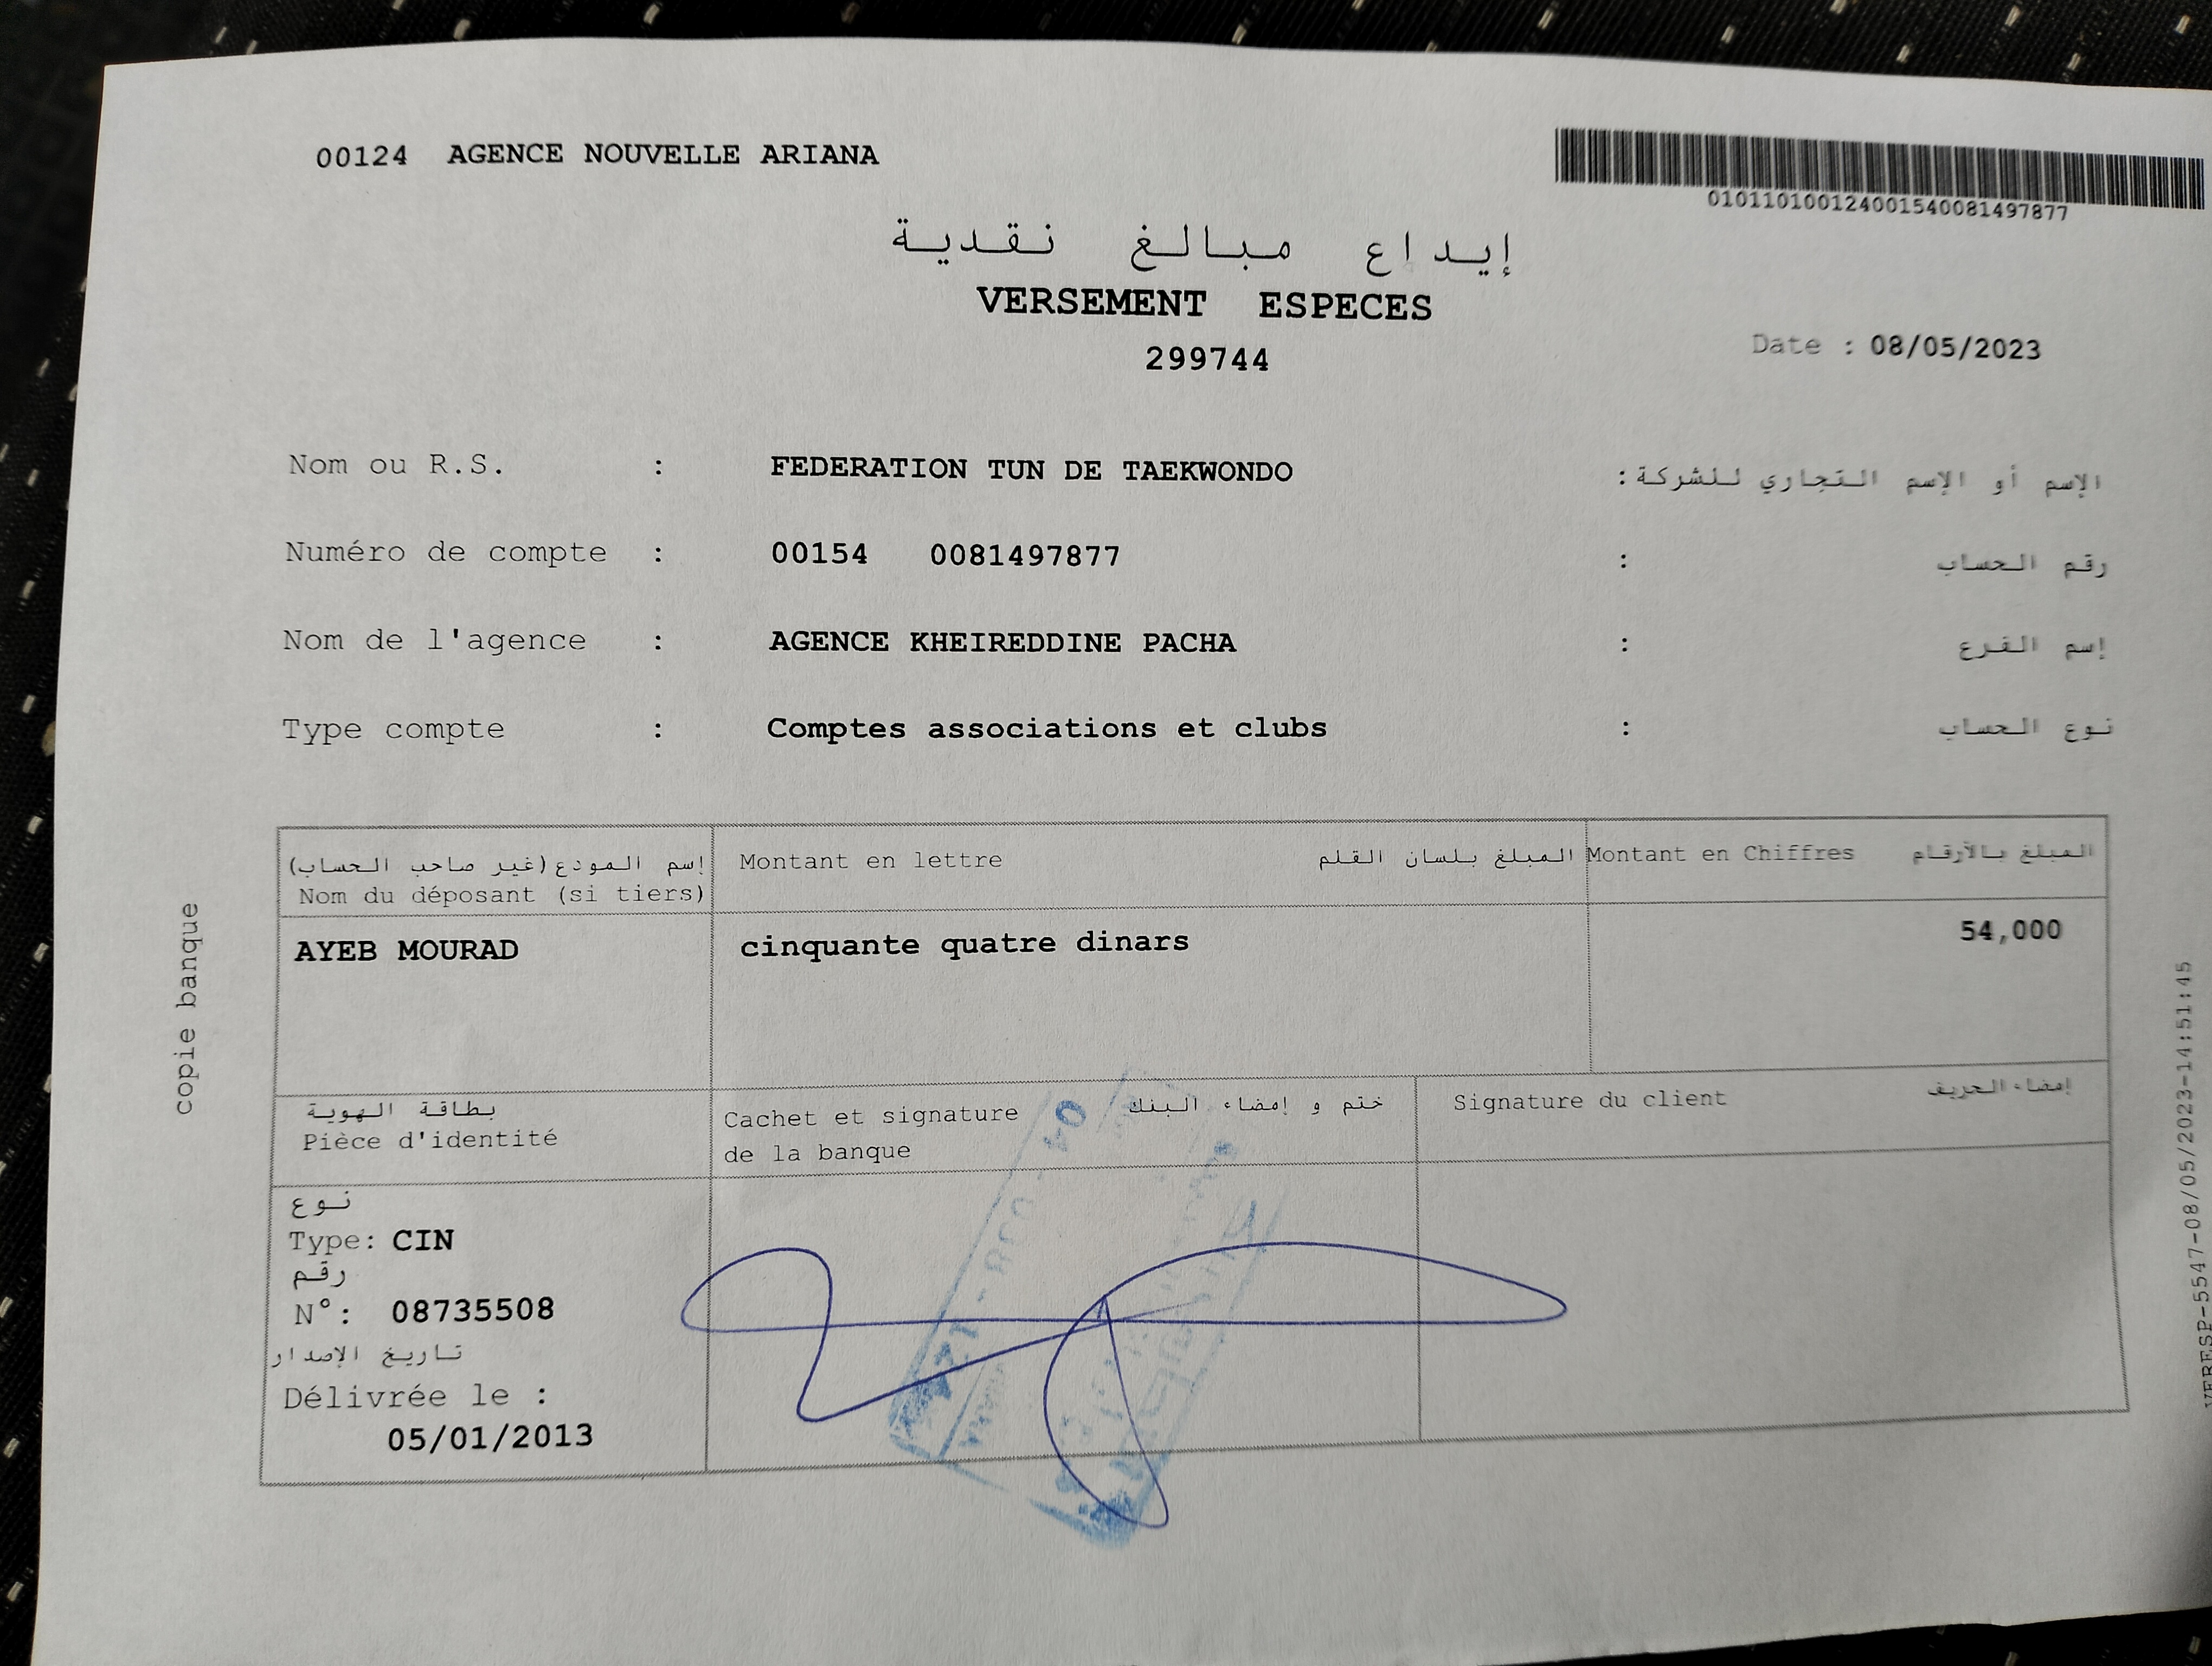 00124 AGENCE NOUVELLE ARIANA
010110100124001540081497877
إيداع مبالغ نقدية
VERSEMENT ESPECES
299744
Date : 08/05/2023
Nom ou R.S. : FEDERATION TUN DE TAEKWONDO الإسم أو الإسم التجاري للشركة :
Numéro de compte : 00154 0081497877 : رقم الحساب
Nom de l'agence : AGENCE KHEIREDDINE PACHA : إسم الفرع
Type compte : Comptes associations et clubs : نوع الحساب
إسم المودع (غير صاحب الحساب)
Nom du déposant (si tiers)
Montant en lettre المبلغ بلسان القلم
Montant en Chiffres المبلغ بالأرقام
AYEB MOURAD
cinquante quatre dinars
54,000
بطاقة الهوية
Pièce d'identité
Cachet et signature ختم و إمضاء البنك
de la banque
Signature du client إمضاء الحريف
نوع
Type: CIN
رقم
N°: 08735508
تاريخ الإصدار
Délivrée le :
05/01/2013
copie banque
VERESP-5547-08/05/2023-14:51:45